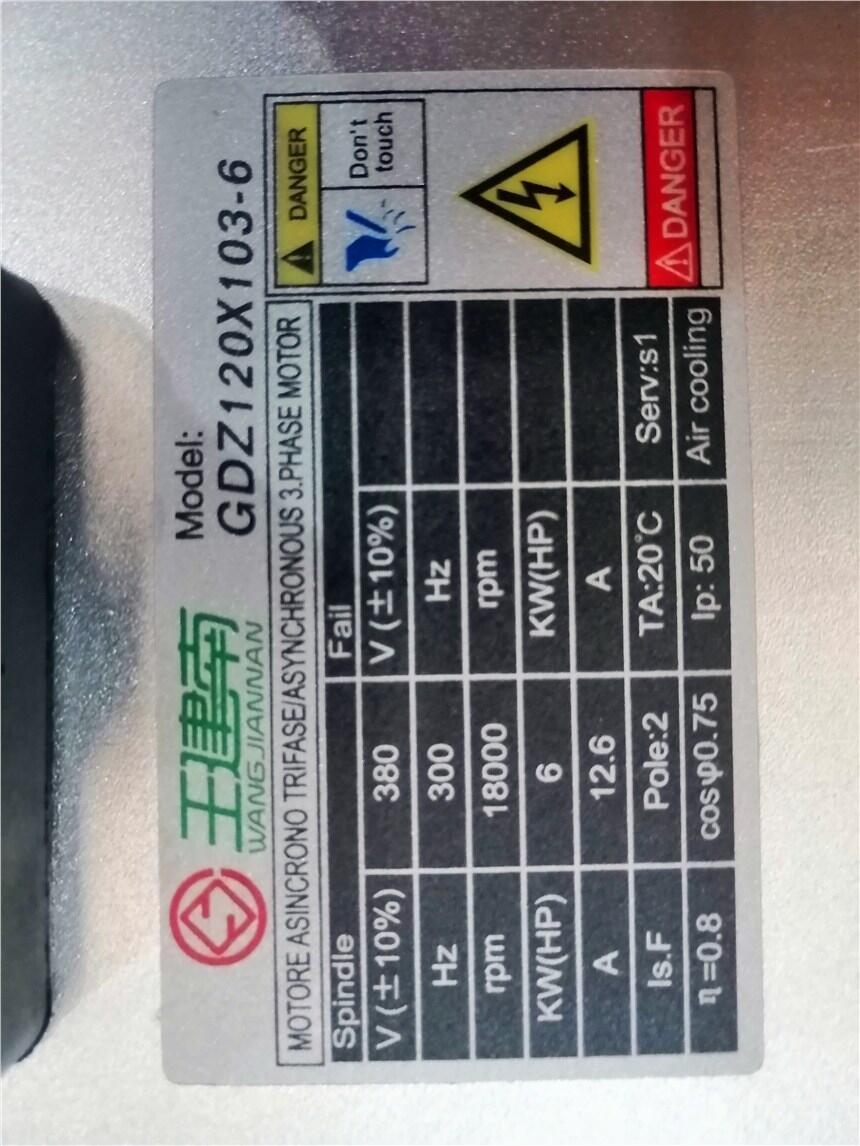 王建南
WANGJIANNAN
Model:
GDZ120X103-6
MOTORE ASINCRONO TRIFASE/ASYNCHRONOUS 3.PHASE MOTOR
Spindle Fail
V(±10%) 380 V(±10%)
Hz 300 Hz
rpm 18000 rpm
KW(HP) 6 KW(HP)
A 12.6 A
Is.F Pole:2 TA:20℃ Serv:s1
η=0.8 cosφ0.75 Ip: 50 Air cooling
DANGER
Don't
touch
DANGER